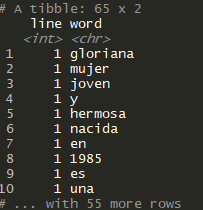 # A tibble: 65 x 2
line word
<int> <chr>
1 1 gloriana
2 1 mujer
3 1 joven
4 1 y
5 1 hermosa
6 1 nacida
7 1 en
8 1 1985
9 1 es
10 1 una
# ... with 55 more rows